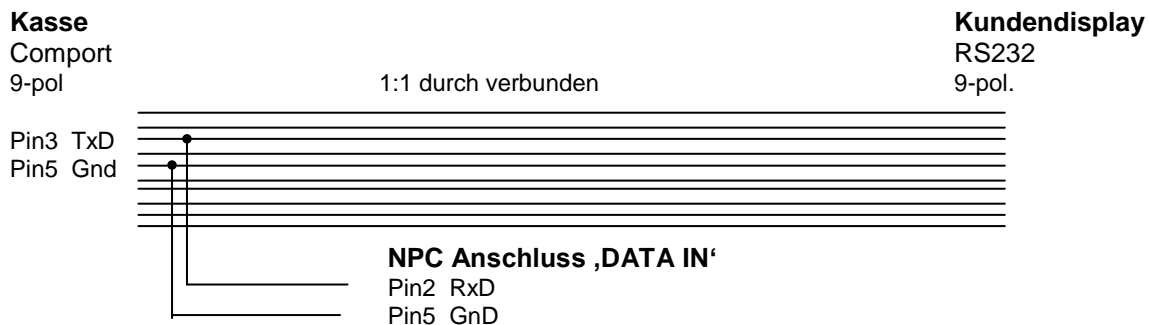 Kasse
Kundendisplay
Comport
RS232
9-pol
1:1 durch verbunden
9-pol.
Pin3 TxD
Pin5 Gnd
NPC Anschluss ‚DATA IN‘
Pin2 RxD
Pin5 GnD